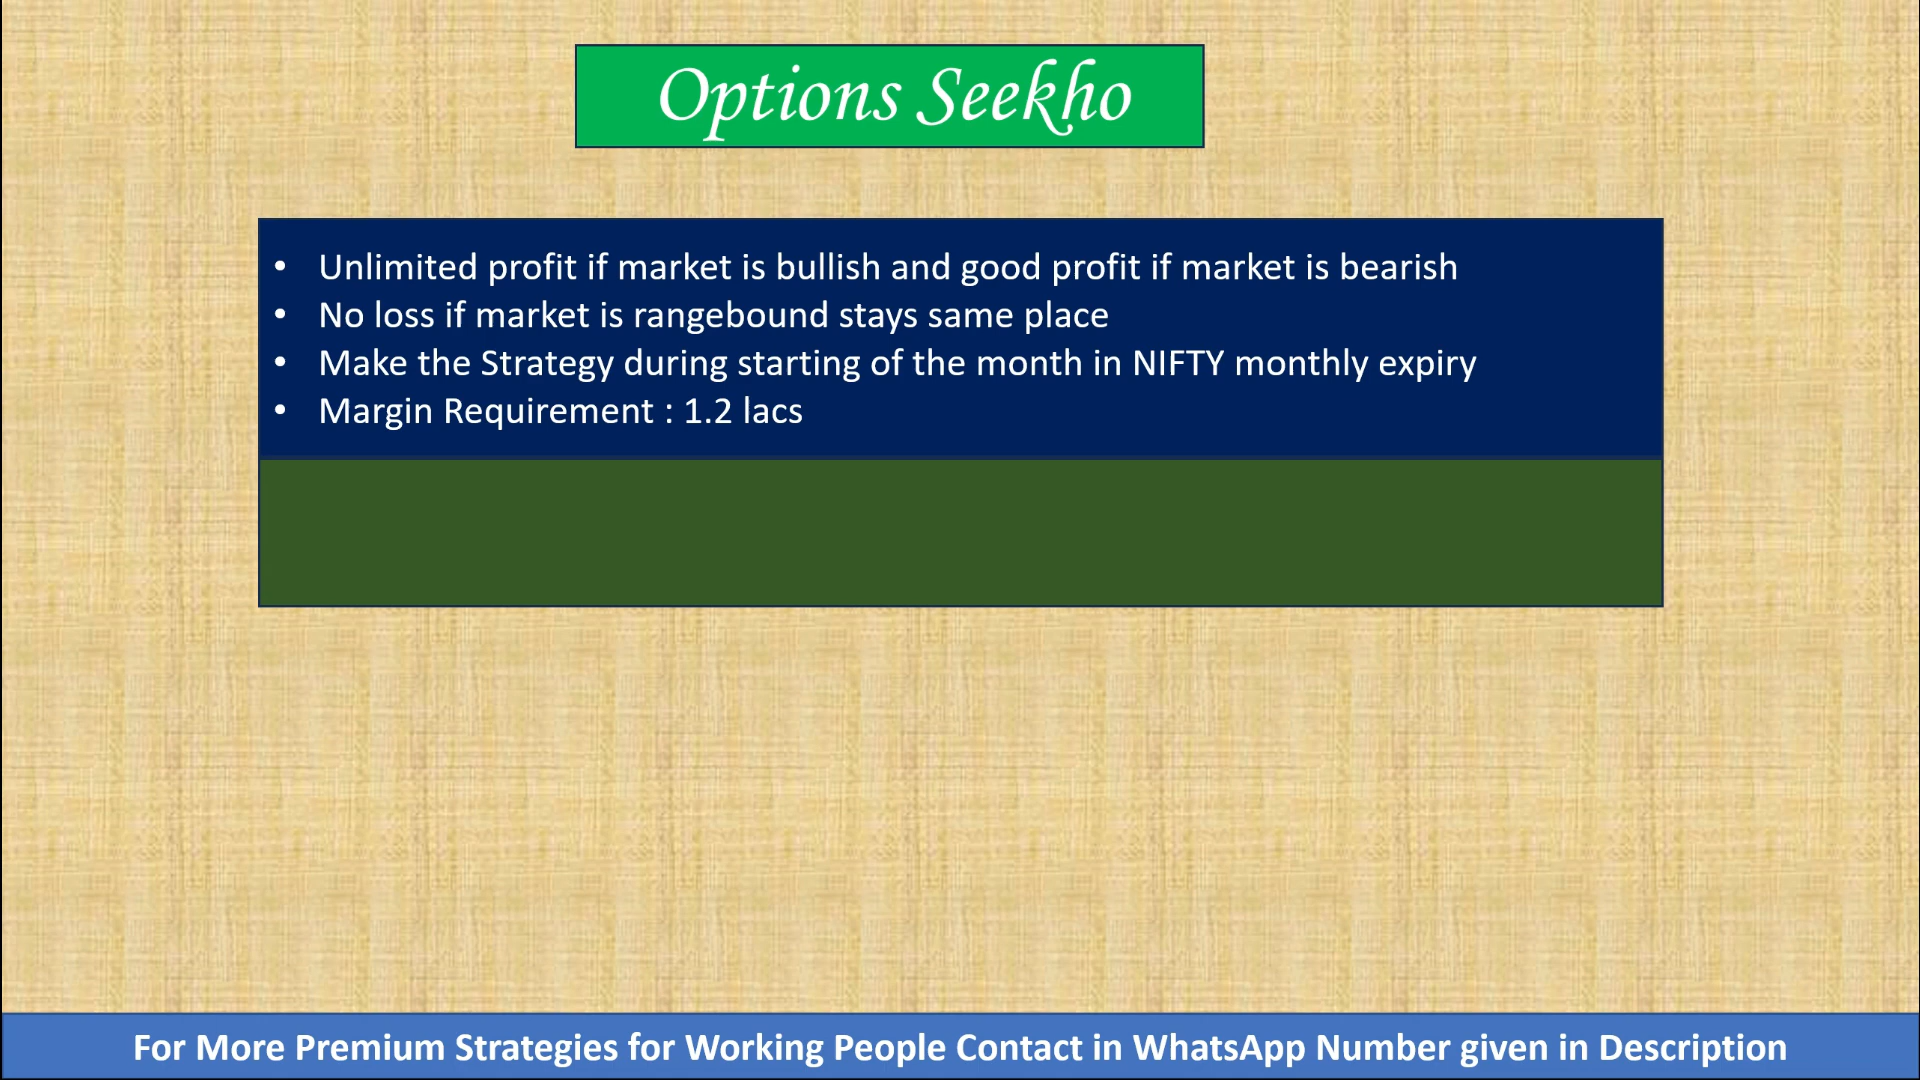 Options Seekho
• Unlimited profit if market is bullish and good profit if market is bearish
• No loss if market is rangebound stays same place
• Make the Strategy during starting of the month in NIFTY monthly expiry
• Margin Requirement : 1.2 lacs
For More Premium Strategies for Working People Contact in WhatsApp Number given in Description